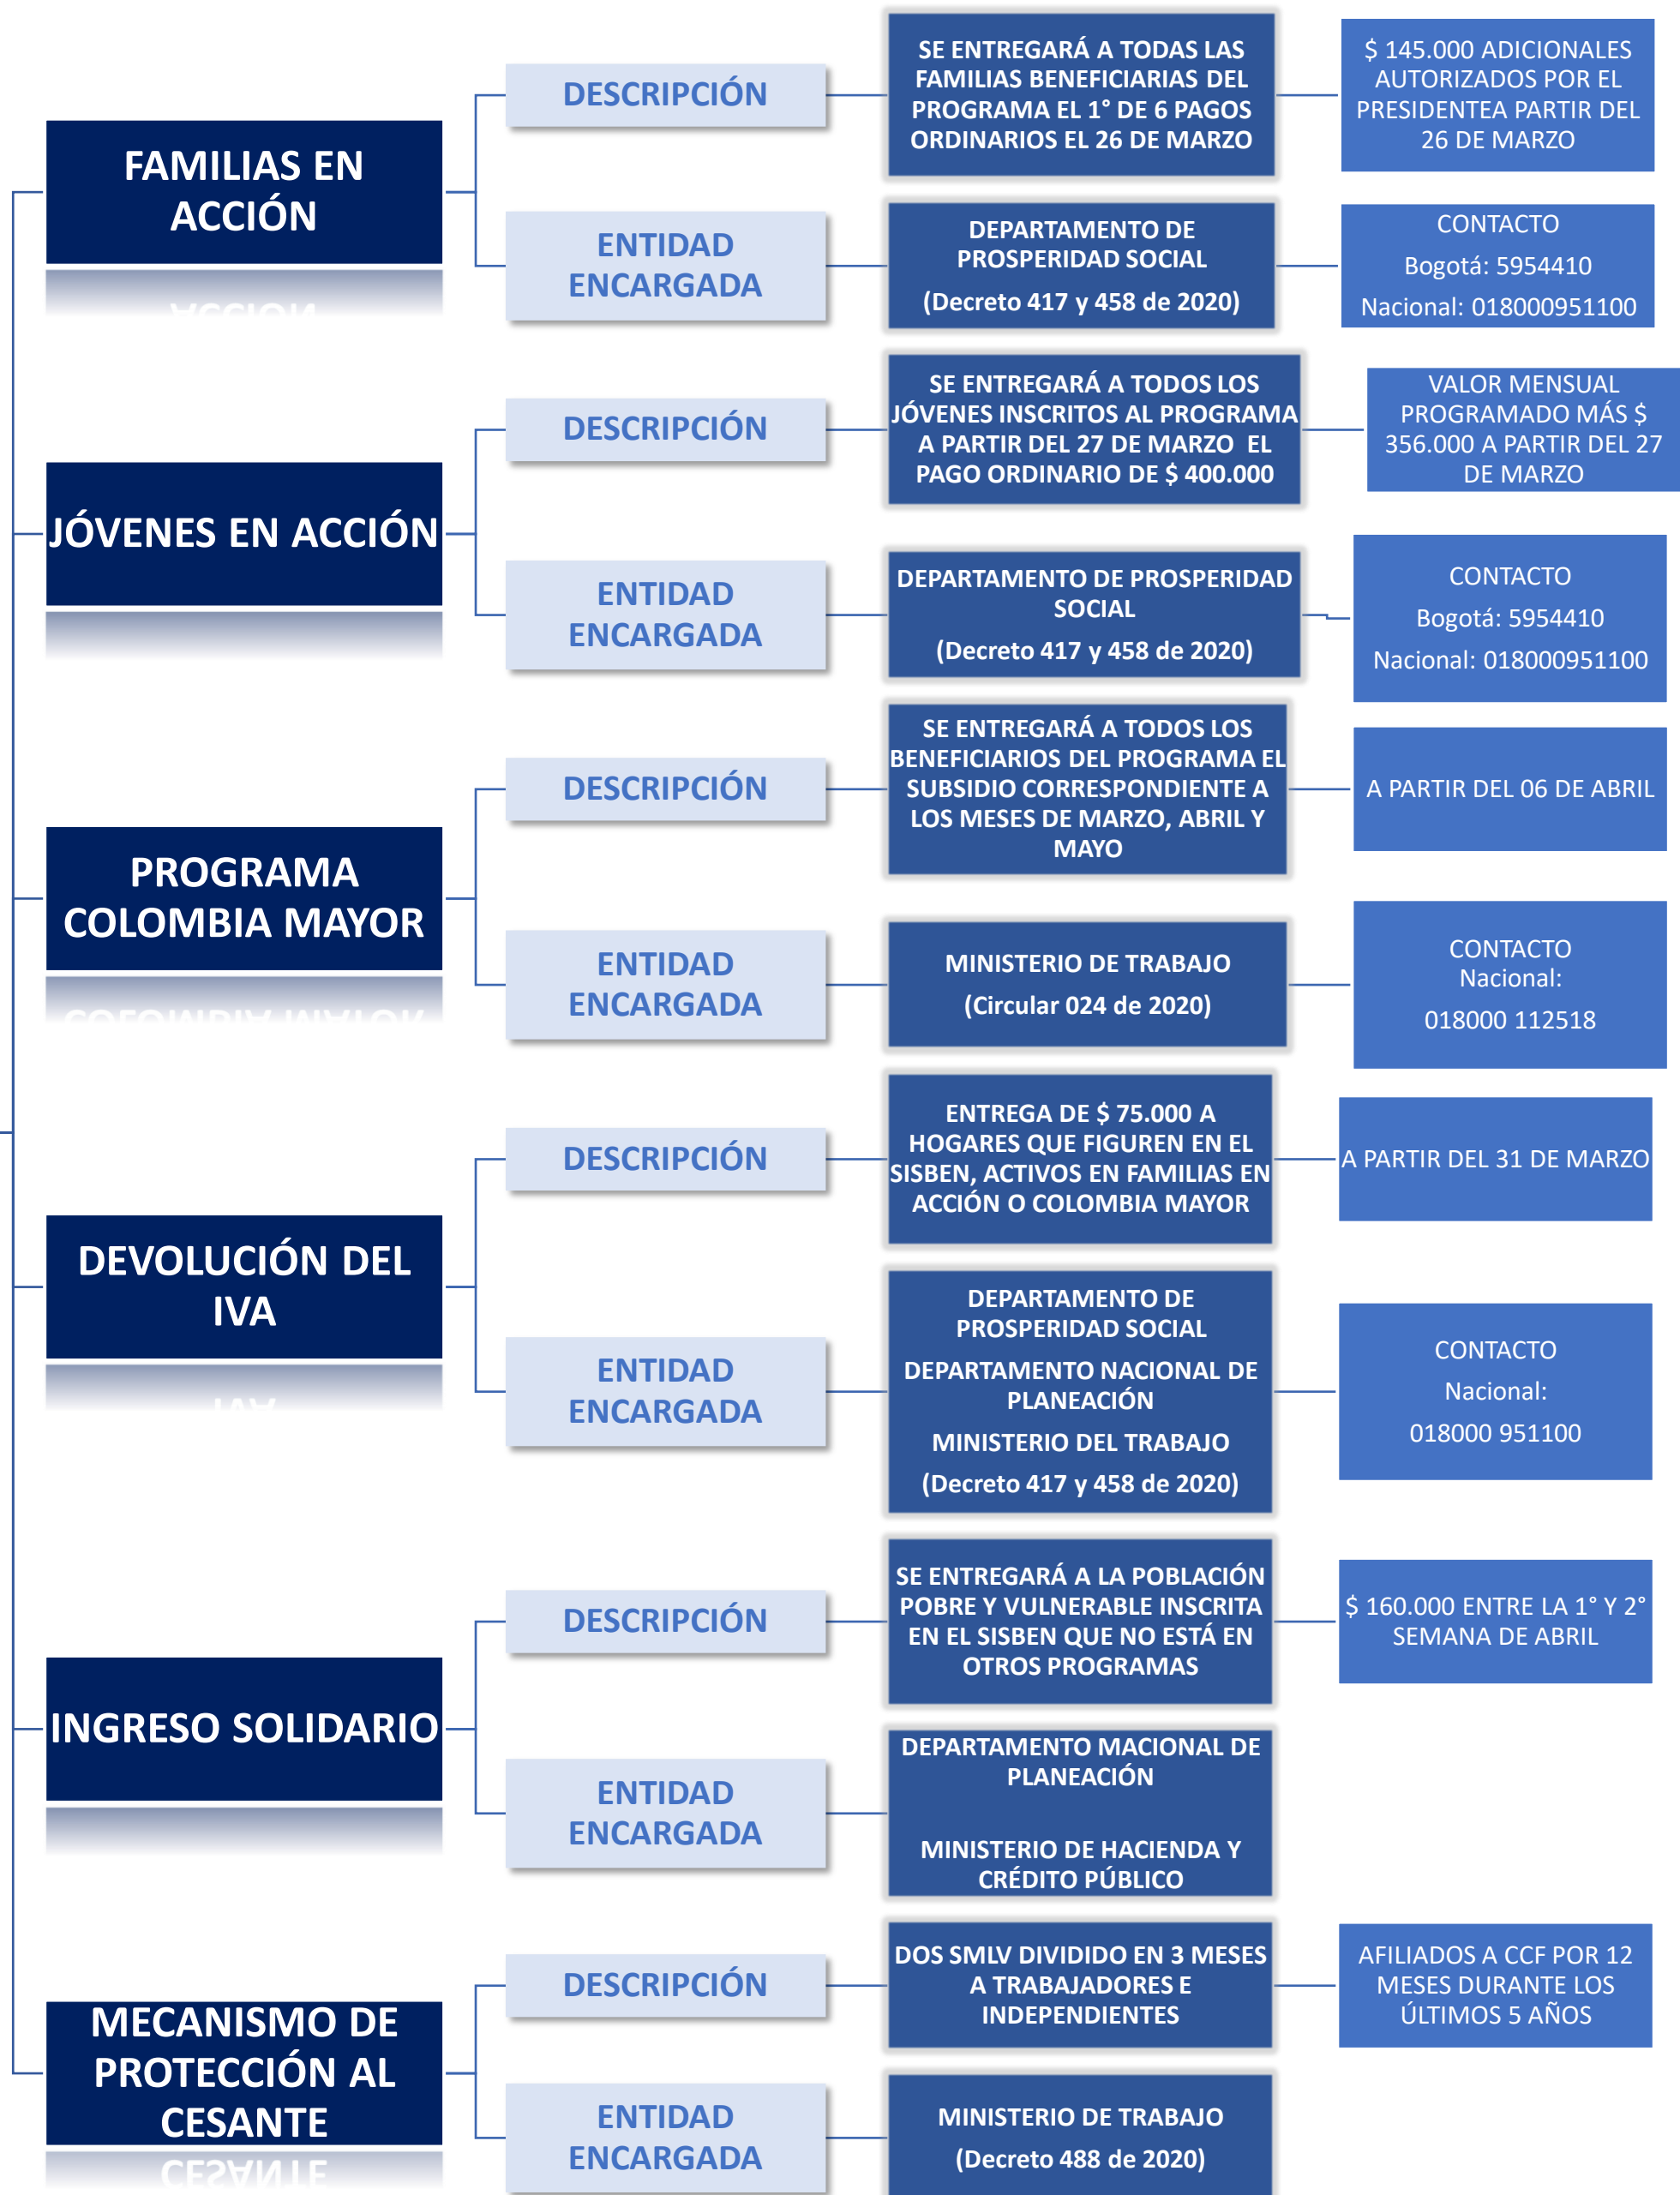 FAMILIAS EN
ACCIÓN
DESCRIPCIÓN
SE ENTREGARÁ A TODAS LAS
FAMILIAS BENEFICIARIAS DEL
PROGRAMA EL 1° DE 6 PAGOS
ORDINARIOS EL 26 DE MARZO
$ 145.000 ADICIONALES
AUTORIZADOS POR EL
PRESIDENTEA PARTIR DEL
26 DE MARZO
ENTIDAD
ENCARGADA
DEPARTAMENTO DE
PROSPERIDAD SOCIAL
(Decreto 417 y 458 de 2020)
CONTACTO
Bogotá: 5954410
Nacional: 018000951100
JÓVENES EN ACCIÓN
DESCRIPCIÓN
SE ENTREGARÁ A TODOS LOS
JÓVENES INSCRITOS AL PROGRAMA
A PARTIR DEL 27 DE MARZO EL
PAGO ORDINARIO DE $ 400.000
VALOR MENSUAL
PROGRAMADO MÁS $
356.000 A PARTIR DEL 27
DE MARZO
ENTIDAD
ENCARGADA
DEPARTAMENTO DE PROSPERIDAD
SOCIAL
(Decreto 417 y 458 de 2020)
CONTACTO
Bogotá: 5954410
Nacional: 018000951100
PROGRAMA
COLOMBIA MAYOR
DESCRIPCIÓN
SE ENTREGARÁ A TODOS LOS
BENEFICIARIOS DEL PROGRAMA EL
SUBSIDIO CORRESPONDIENTE A
LOS MESES DE MARZO, ABRIL Y
MAYO
A PARTIR DEL 06 DE ABRIL
ENTIDAD
ENCARGADA
MINISTERIO DE TRABAJO
(Circular 024 de 2020)
CONTACTO
Nacional:
018000 112518
DEVOLUCIÓN DEL
IVA
DESCRIPCIÓN
ENTREGA DE $ 75.000 A
HOGARES QUE FIGUREN EN EL
SISBEN, ACTIVOS EN FAMILIAS EN
ACCIÓN O COLOMBIA MAYOR
A PARTIR DEL 31 DE MARZO
ENTIDAD
ENCARGADA
DEPARTAMENTO DE
PROSPERIDAD SOCIAL
DEPARTAMENTO NACIONAL DE
PLANEACIÓN
MINISTERIO DEL TRABAJO
(Decreto 417 y 458 de 2020)
CONTACTO
Nacional:
018000 951100
INGRESO SOLIDARIO
DESCRIPCIÓN
SE ENTREGARÁ A LA POBLACIÓN
POBRE Y VULNERABLE INSCRITA
EN EL SISBEN QUE NO ESTÁ EN
OTROS PROGRAMAS
$ 160.000 ENTRE LA 1° Y 2°
SEMANA DE ABRIL
ENTIDAD
ENCARGADA
DEPARTAMENTO MACIONAL DE
PLANEACIÓN
MINISTERIO DE HACIENDA Y
CRÉDITO PÚBLICO
MECANISMO DE
PROTECCIÓN AL
CESANTE
DESCRIPCIÓN
DOS SMLV DIVIDIDO EN 3 MESES
A TRABAJADORES E
INDEPENDIENTES
AFILIADOS A CCF POR 12
MESES DURANTE LOS
ÚLTIMOS 5 AÑOS
ENTIDAD
ENCARGADA
MINISTERIO DE TRABAJO
(Decreto 488 de 2020)